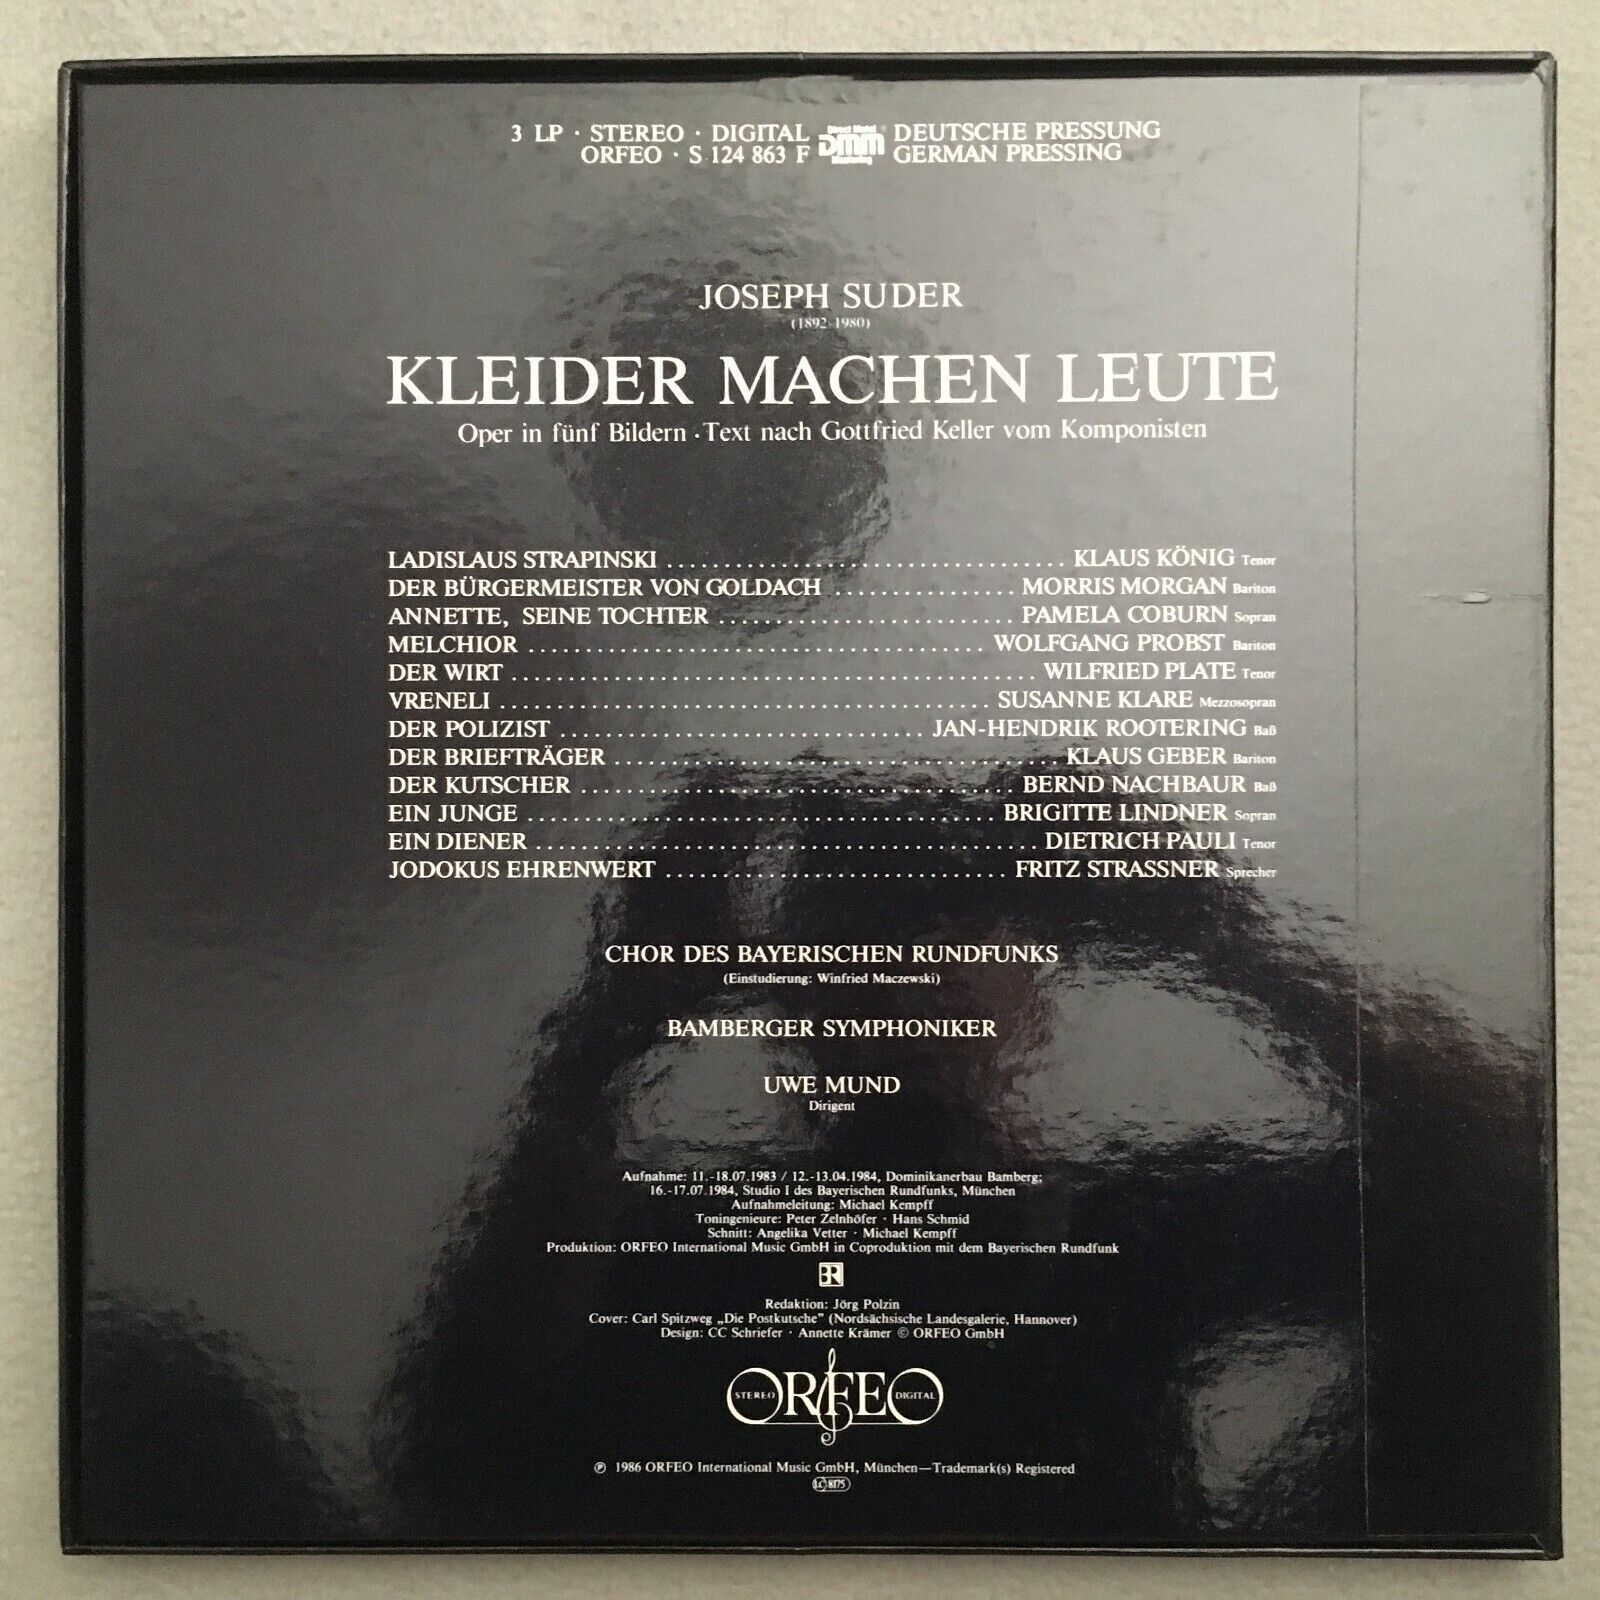 3 LP · STEREO · DIGITAL Direct Metal DMM Mastering DEUTSCHE PRESSUNG
ORFEO · S 124 863 F GERMAN PRESSING
JOSEPH SUDER
(1892-1980)
KLEIDER MACHEN LEUTE
Oper in fünf Bildern · Text nach Gottfried Keller vom Komponisten
LADISLAUS STRAPINSKI ........................................ KLAUS KÖNIG Tenor
DER BÜRGERMEISTER VON GOLDACH ................ MORRIS MORGAN Bariton
ANNETTE, SEINE TOCHTER .......................... PAMELA COBURN Sopran
MELCHIOR ......................................... WOLFGANG PROBST Bariton
DER WIRT .............................................. WILFRIED PLATE Tenor
VRENELI ........................................... SUSANNE KLARE Mezzosopran
DER POLIZIST ................................ JAN-HENDRIK ROOTERING Baß
DER BRIEFTRÄGER ....................................... KLAUS GEBER Bariton
DER KUTSCHER ..................................... BERND NACHBAUR Baß
EIN JUNGE ......................................... BRIGITTE LINDNER Sopran
EIN DIENER ............................................ DIETRICH PAULI Tenor
JODOKUS EHRENWERT .............................. FRITZ STRASSNER Sprecher
CHOR DES BAYERISCHEN RUNDFUNKS
(Einstudierung: Winfried Maczewski)
BAMBERGER SYMPHONIKER
UWE MUND
Dirigent
Aufnahme: 11.-18.07.1983 / 12.-13.04.1984, Dominikanerbau Bamberg;
16.-17.07.1984, Studio I des Bayerischen Rundfunks, München
Aufnahmeleitung: Michael Kempff
Toningenieure: Peter Zelnhöfer · Hans Schmid
Schnitt: Angelika Vetter · Michael Kempff
Produktion: ORFEO International Music GmbH in Coproduktion mit dem Bayerischen Rundfunk
BR
Redaktion: Jörg Polzin
Cover: Carl Spitzweg „Die Postkutsche" (Nordsächsische Landesgalerie, Hannover)
Design: CC Schriefer · Annette Krämer © ORFEO GmbH
STEREO ORFEO DIGITAL
℗ 1986 ORFEO International Music GmbH, München—Trademark(s) Registered
LC 8175